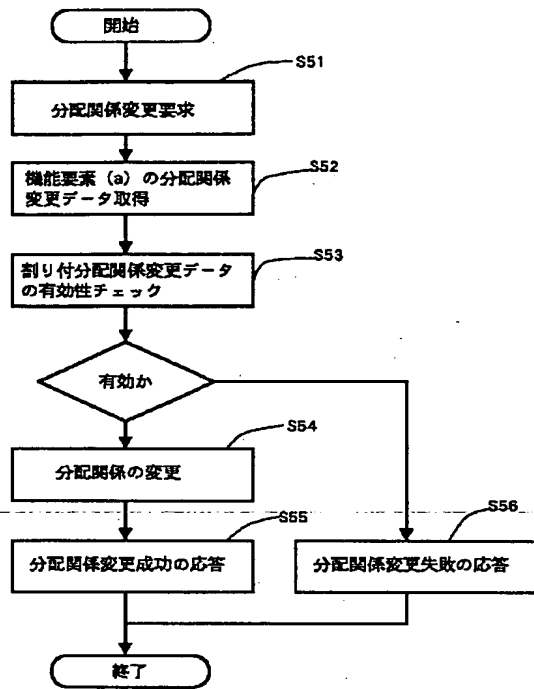 開始
S51
分配関係変更要求
S52
機能要素（a）の分配関係
変更データ取得
S53
割り付分配関係変更データ
の有効性チェック
有効か
S54
分配関係の変更
S55
分配関係変更成功の応答
S56
分配関係変更失敗の応答
終了